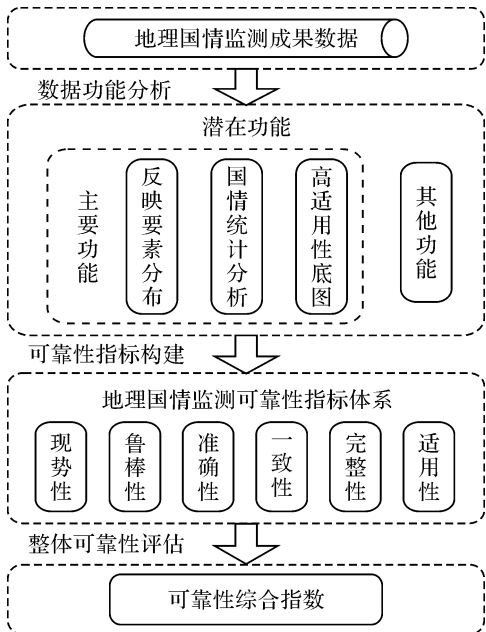 地理国情监测成果数据
数据功能分析
潜在功能
主要功能
反映要素分布
国情统计分析
高适用性底图
其他功能
可靠性指标构建
地理国情监测可靠性指标体系
现势性
鲁棒性
准确性
一致性
完整性
适用性
整体可靠性评估
可靠性综合指数